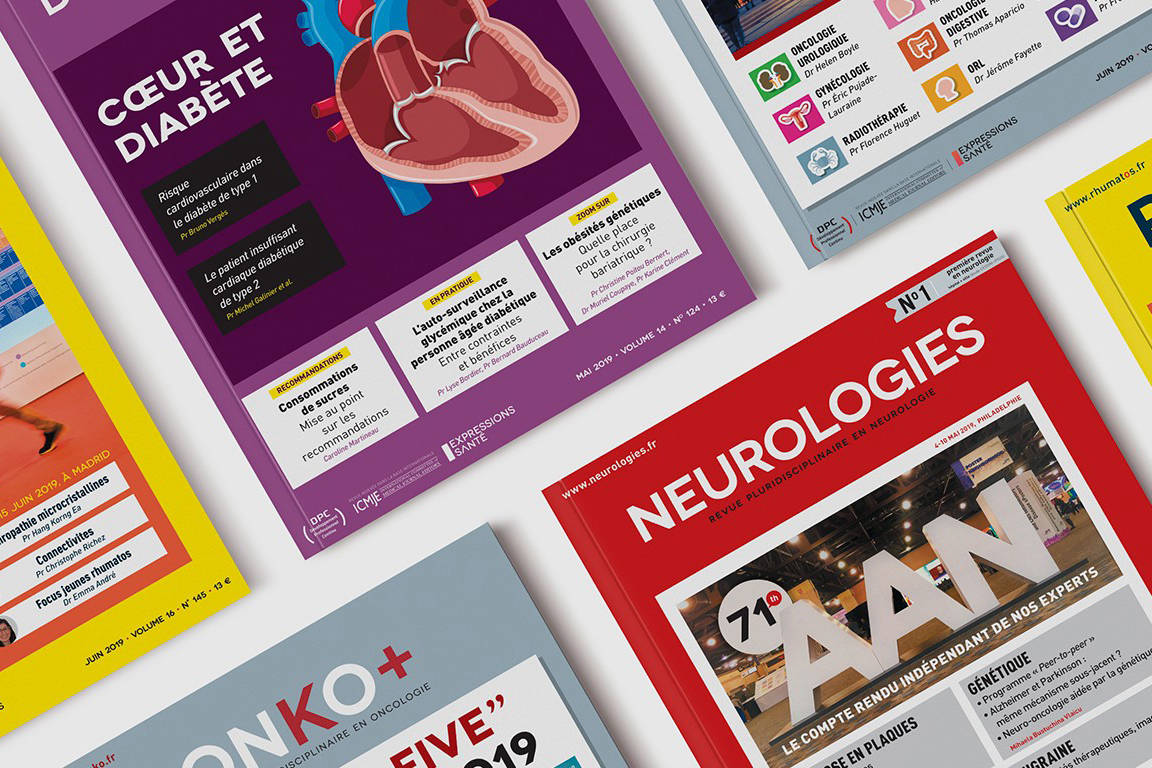 CŒUR ET
DIABÈTE
Risque
cardiovasculaire dans
le diabète de type 1
Pr Bruno Vergès
Le patient insuffisant
cardiaque diabétique
de type 2
Pr Michel Galinier et al.
RECOMMANDATIONS
Consommations
de sucres
Mise au point
sur les
recommandations
Caroline Martineau
EN PRATIQUE
L'auto-surveillance
glycémique chez la
personne âgée diabétique
Entre contraintes
et bénéfices
Pr Lyse Bordier, Pr Bernard Bauduceau
ZOOM SUR
Les obésités génétiques
Quelle place
pour la chirurgie
bariatrique ?
Pr Christine Poitou Bernert,
Dr Muriel Coupaye, Pr Karine Clément
MAI 2019 • VOLUME 14 • N° 124 • 13 €
DPC
Développement
Professionnel
Continu
ICMJE
EXPRESSIONS
SANTÉ
ONCOLOGIE
UROLOGIQUE
Dr Helen Boyle
GYNÉCOLOGIE
Pr Éric Pujade-
Lauraine
RADIOTHÉRAPIE
Pr Florence Huguet
DIGESTIVE
Pr Thomas Aparicio
ORL
Dr Jérôme Fayette
JUIN 2019 • VO
DPC
Développement
Professionnel
Continu
ICMJE
EXPRESSIONS
SANTÉ
www.rhumatos.fr
15 JUIN 2019, À MADRID
ropathie microcristallines
Pr Hang Korng Ea
Connectivites
Pr Christophe Richez
Focus jeunes rhumatos
Dr Emma André
JUIN 2019 • VOLUME 16 • N° 145 • 13 €
ko.fr
ONKO+
DISCIPLINAIRE EN ONCOLOGIE
FIVE”
019
N°1
première revue
en neurologie
www.neurologies.fr
NEUROLOGIES
REVUE PLURIDISCIPLINAIRE EN NEUROLOGIE
4-10 MAI 2019, PHILADELPHIE
71th
AAN
LE COMPTE RENDU INDÉPENDANT DE NOS EXPERTS
OSE EN PLAQUES
GÉNÉTIQUE
• Programme « Peer-to-peer »
• Alzheimer et Parkinson :
même mécanisme sous-jacent ?
• Neuro-oncologie aidée par la génétique
Mihaela Bustuchina Vlaicu
GRAINE
és thérapeutiques, ima